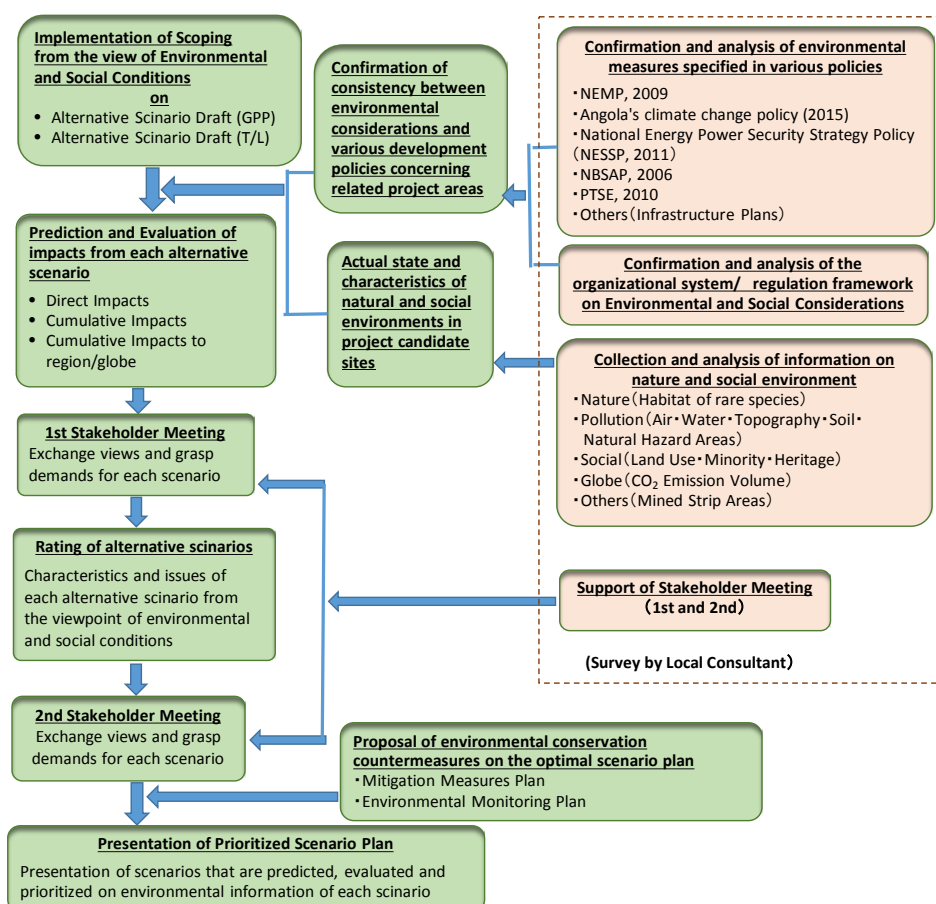 Implementation of Scoping
from the view of Environmental
and Social Conditions
on
• Alternative Scinario Draft (GPP)
• Alternative Scinario Draft (T/L)
Prediction and Evaluation of
impacts from each alternative
scenario
• Direct Impacts
• Cumulative Impacts
• Cumulative Impacts to
region/globe
1st Stakeholder Meeting
Exchange views and grasp
demands for each scenario
Rating of alternative scinarios
Characteristics and issues of
each alternative scinario from
the viewpoint of environmental
and social conditions
2nd Stakeholder Meeting
Exchange views and grasp
demands for each scenario
Presentation of Prioritized Scenario Plan
Presentation of scenarios that are predicted, evaluated and
prioritized on environmental information of each scinario
Confirmation of
consistency between
environmental
considerations and
various development
policies concerning
related project areas
Actual state and
characteristics of
natural and social
environments in
project candidate
sites
Proposal of environmental conservation
countermeasures on the optimal scenario plan
・Mitigation Measures Plan
・Environmental Monitoring Plan
Confirmation and analysis of environmental
measures specified in various policies
・NEMP, 2009
・Angola's climate change policy (2015)
・National Energy Power Security Strategy Policy
(NESSP, 2011）
・NBSAP, 2006
・PTSE, 2010
・Others（Infrastructure Plans）
Confirmation and analysis of the
organizational system/ regulation framework
on Environmental and Social Considerations
Collection and analysis of information on
nature and social environment
・Nature（Habitat of rare species）
・Pollution（Air・Water・Topography・Soil・
Natural Hazard Areas）
・Social（Land Use・Minority・Heritage）
・Globe（CO₂ Emission Volume）
・Others（Mined Strip Areas）
Support of Stakeholder Meeting
（1st and 2nd）
(Survey by Local Consultant）